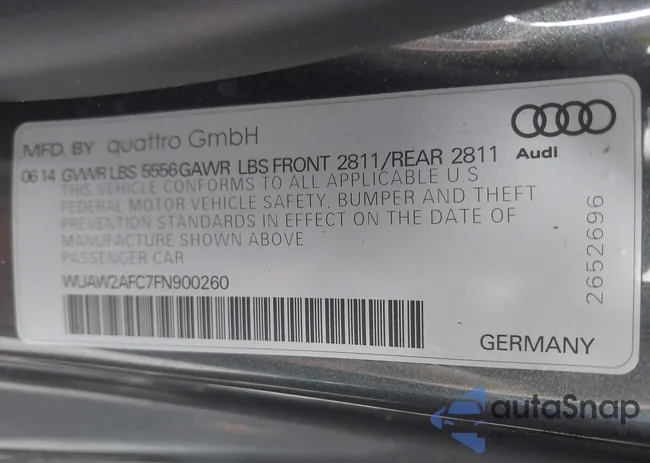 MFD. BY quattro GmbH
06 14 GVWR LBS 5556 GAWR LBS FRONT 2811/REAR 2811
THIS VEHICLE CONFORMS TO ALL APPLICABLE U S
FEDERAL MOTOR VEHICLE SAFETY, BUMPER AND THEFT
PREVENTION STANDARDS IN EFFECT ON THE DATE OF
MANUFACTURE SHOWN ABOVE
PASSENGER CAR
WUAW2AFC7FN900260
Audi
2652696
GERMANY
autaSnap